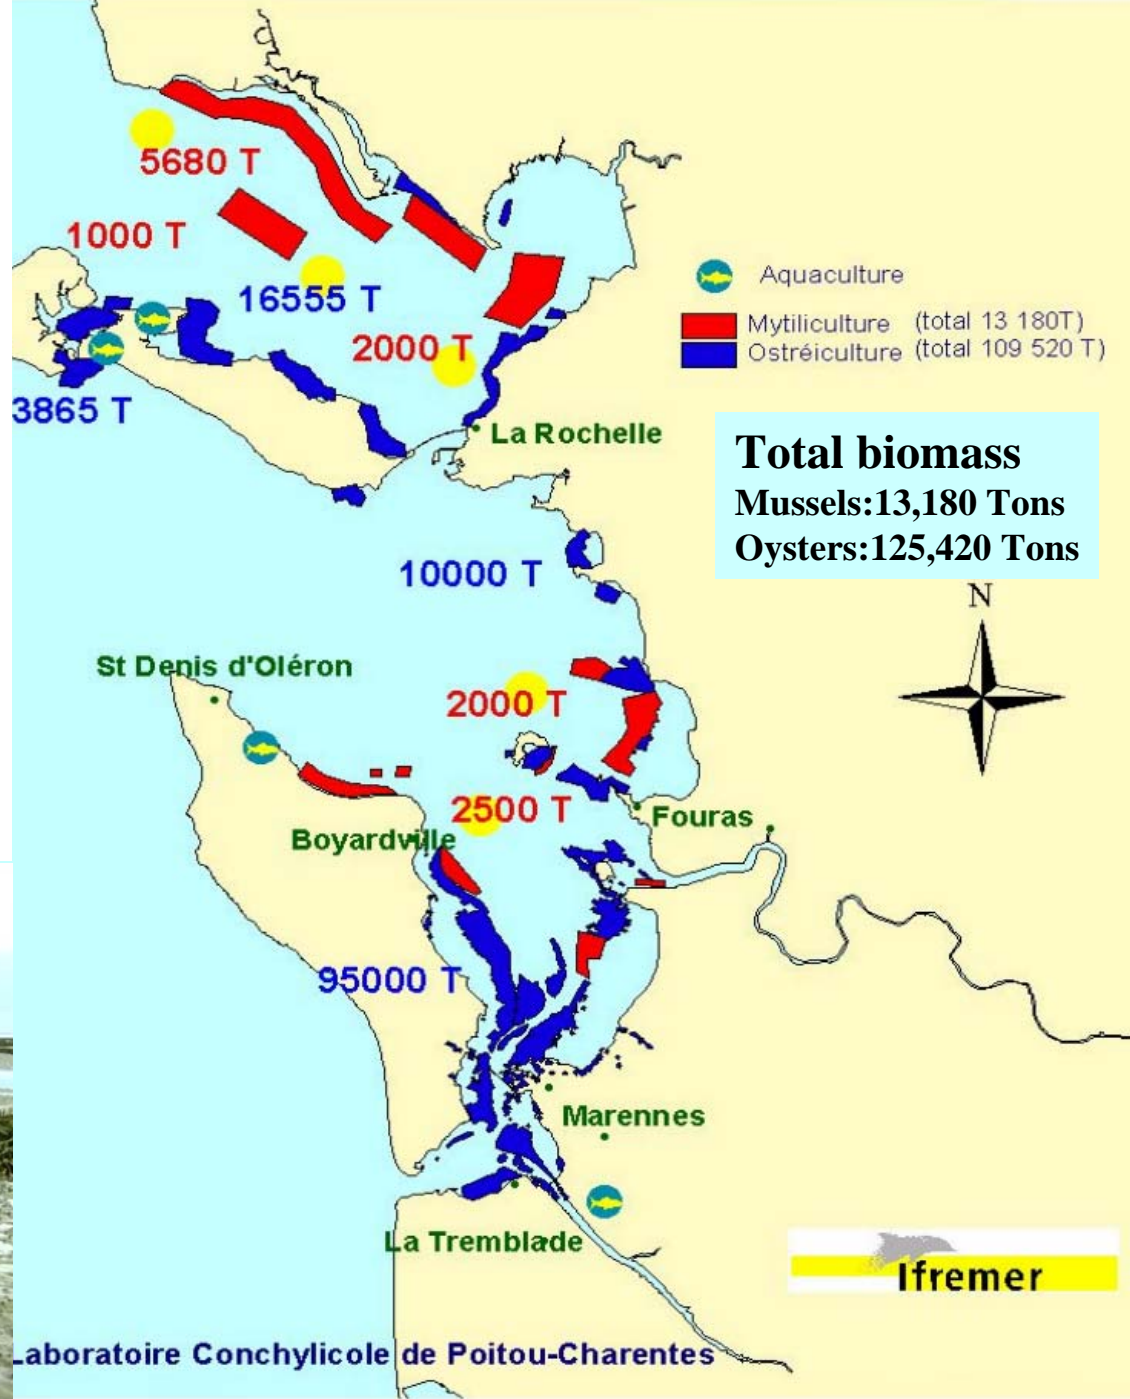 5680 T
1000 T
16555 T
2000 T
3865 T
Aquaculture
Mytiliculture (total 13 180T)
Ostréiculture (total 109 520 T)
La Rochelle
Total biomass
Mussels:13,180 Tons
Oysters:125,420 Tons
10000 T
N
St Denis d'Oléron
2000 T
2500 T
Fouras
Boyardville
95000 T
Marennes
La Tremblade
Ifremer
Laboratoire Conchylicole de Poitou-Charentes